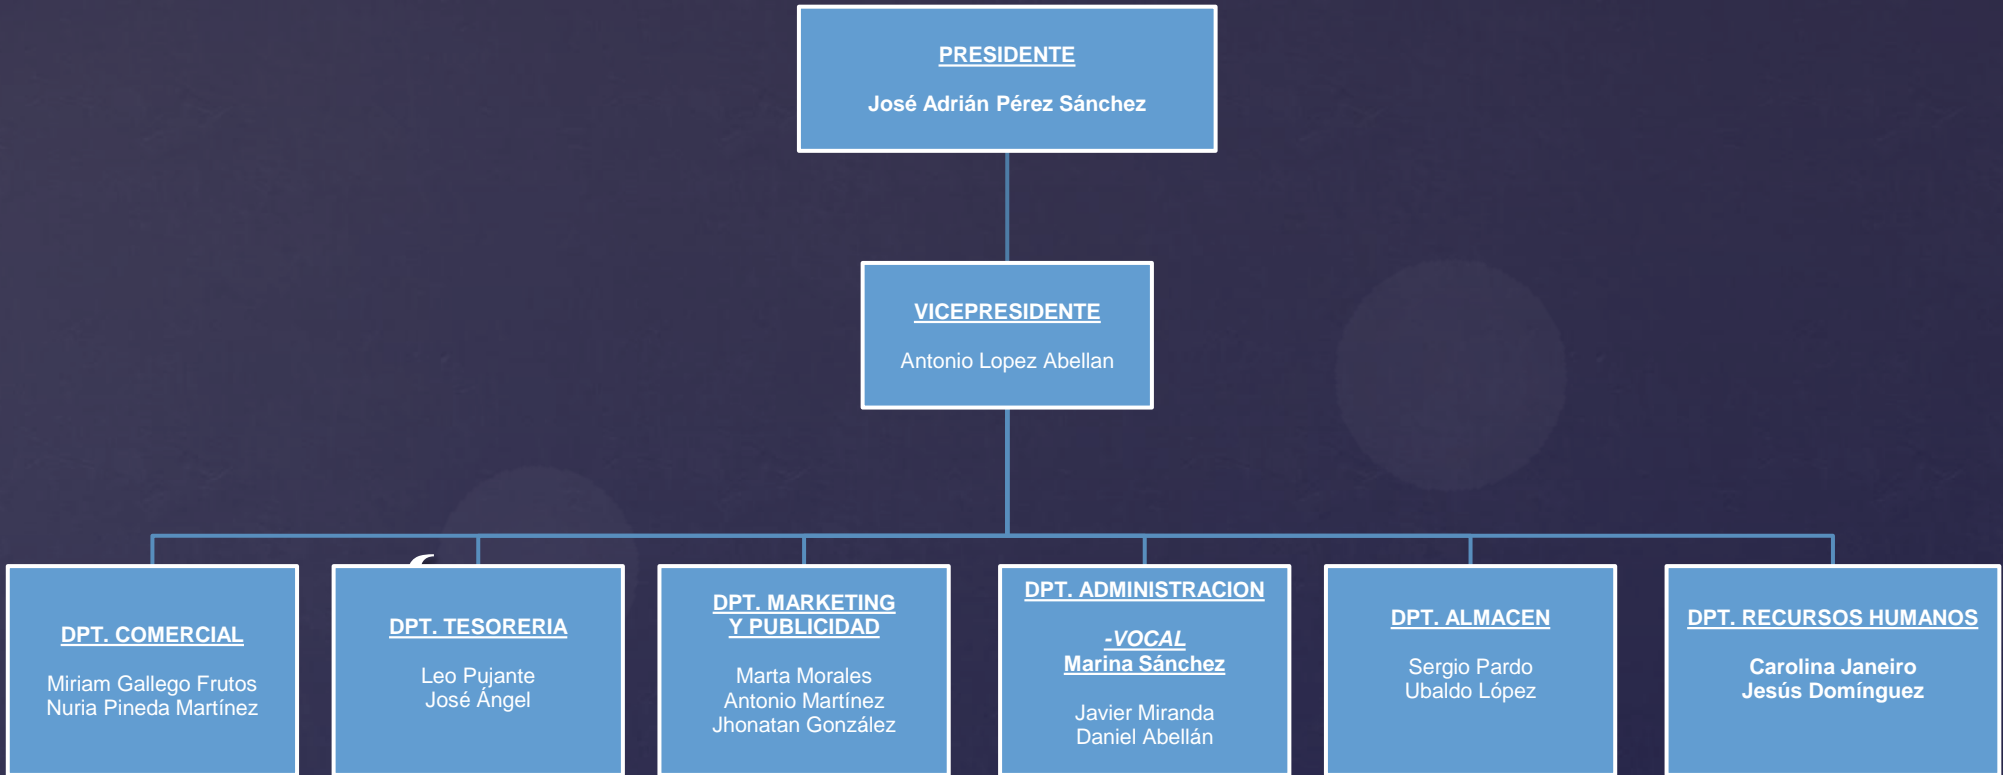 PRESIDENTE
José Adrián Pérez Sánchez
VICEPRESIDENTE
Antonio Lopez Abellan
DPT. COMERCIAL
Miriam Gallego Frutos
Nuria Pineda Martínez
DPT. TESORERIA
Leo Pujante
José Ángel
DPT. MARKETING
Y PUBLICIDAD
Marta Morales
Antonio Martínez
Jhonatan González
DPT. ADMINISTRACION
-VOCAL
Marina Sánchez
Javier Miranda
Daniel Abellán
DPT. ALMACEN
Sergio Pardo
Ubaldo López
DPT. RECURSOS HUMANOS
Carolina Janeiro
Jesús Domínguez